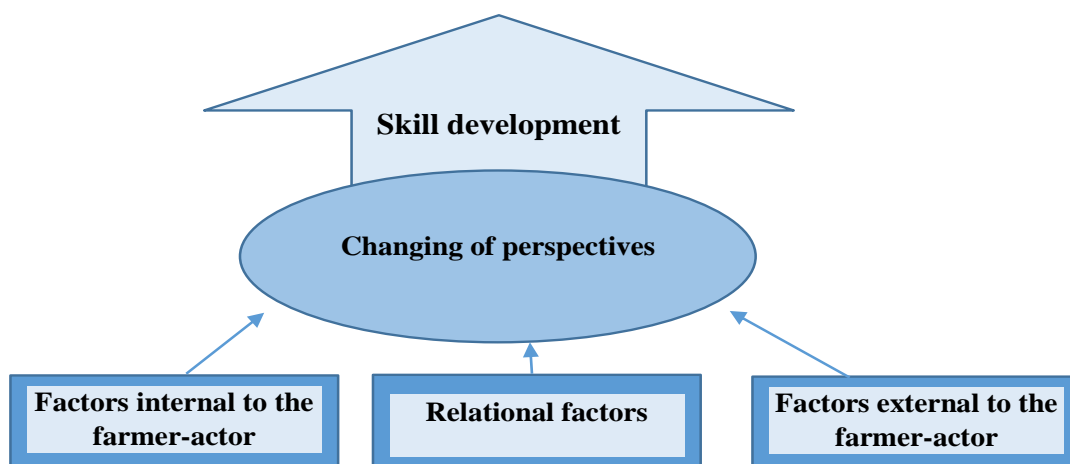 Skill development
Changing of perspectives
Factors internal to the
farmer-actor
Relational factors
Factors external to the
farmer-actor